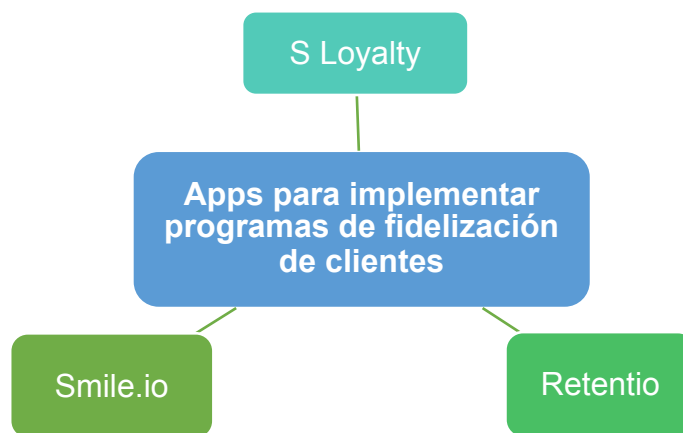 S Loyalty
Apps para implementar
programas de fidelización
de clientes
Smile.io
Retentio